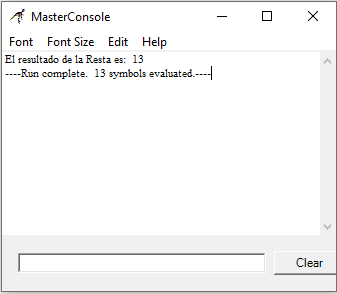 MasterConsole
Font Font Size Edit Help
El resultado de la Resta es:  13
----Run complete.  13 symbols evaluated.----
Clear